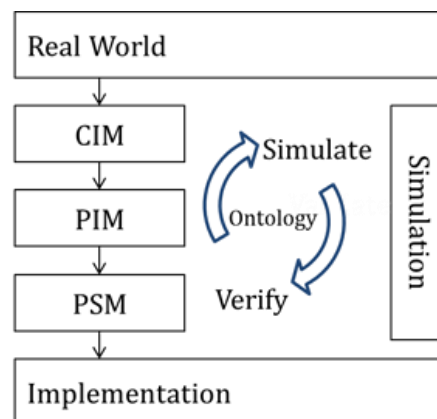 Real World
CIM
Simulate
PIM
Ontology
Simulation
PSM
Verify
Implementation